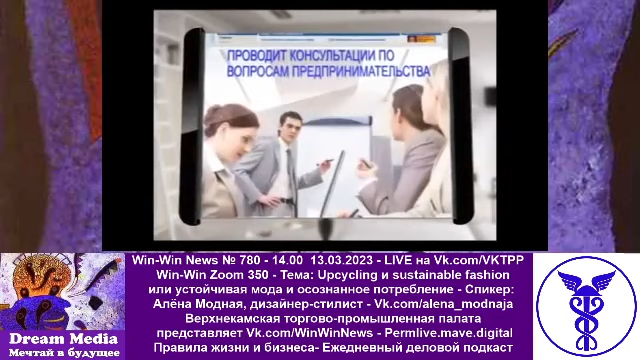 ПРОВОДИТ КОНСУЛЬТАЦИИ ПО
ВОПРОСАМ ПРЕДПРИНИМАТЕЛЬСТВА
Win-Win News № 780 - 14.00 13.03.2023 - LIVE на Vk.com/VKTPP
Win-Win Zoom 350 - Тема: Upcycling и sustainable fashion
или устойчивая мода и осознанное потребление - Спикер:
Алёна Модная, дизайнер-стилист - Vk.com/alena_modnaja
Верхнекамская торгово-промышленная палата
представляет Vk.com/WinWinNews - Permlive.mave.digital
Правила жизни и бизнеса- Ежедневный деловой подкаст
Dream Media
Мечтай в будущее